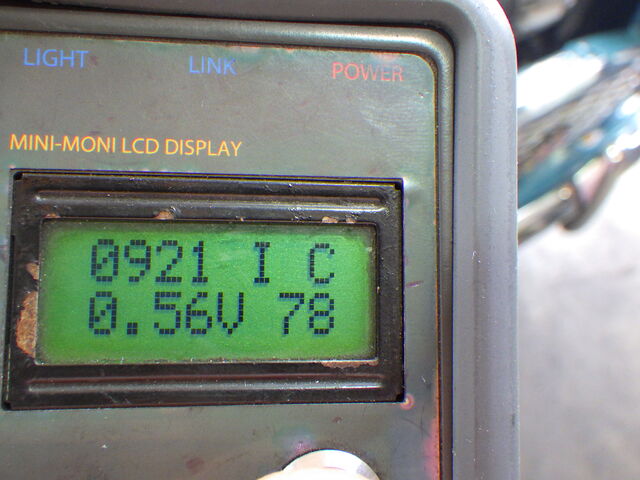 LIGHT LINK POWER
MINI-MONI LCD DISPLAY
0921 I C
0.56V 78